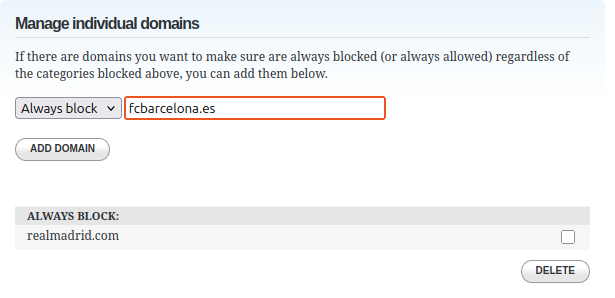 Manage individual domains
If there are domains you want to make sure are always blocked (or always allowed) regardless of
the categories blocked above, you can add them below.
Always block fcbarcelona.es
ADD DOMAIN
ALWAYS BLOCK:
realmadrid.com
DELETE